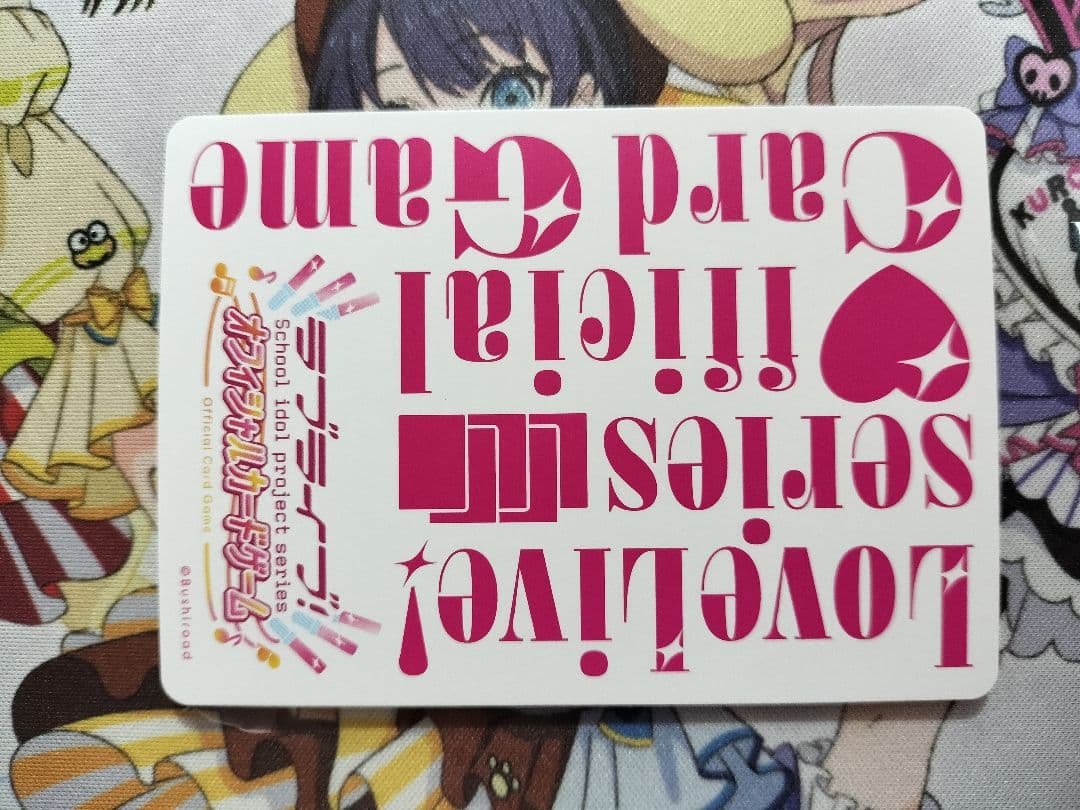 LoveLive!
series
Official
Card Game
ラブライブ!
School idol project series
オフィシャルカードゲーム
Official Card Game
©Bushiroad